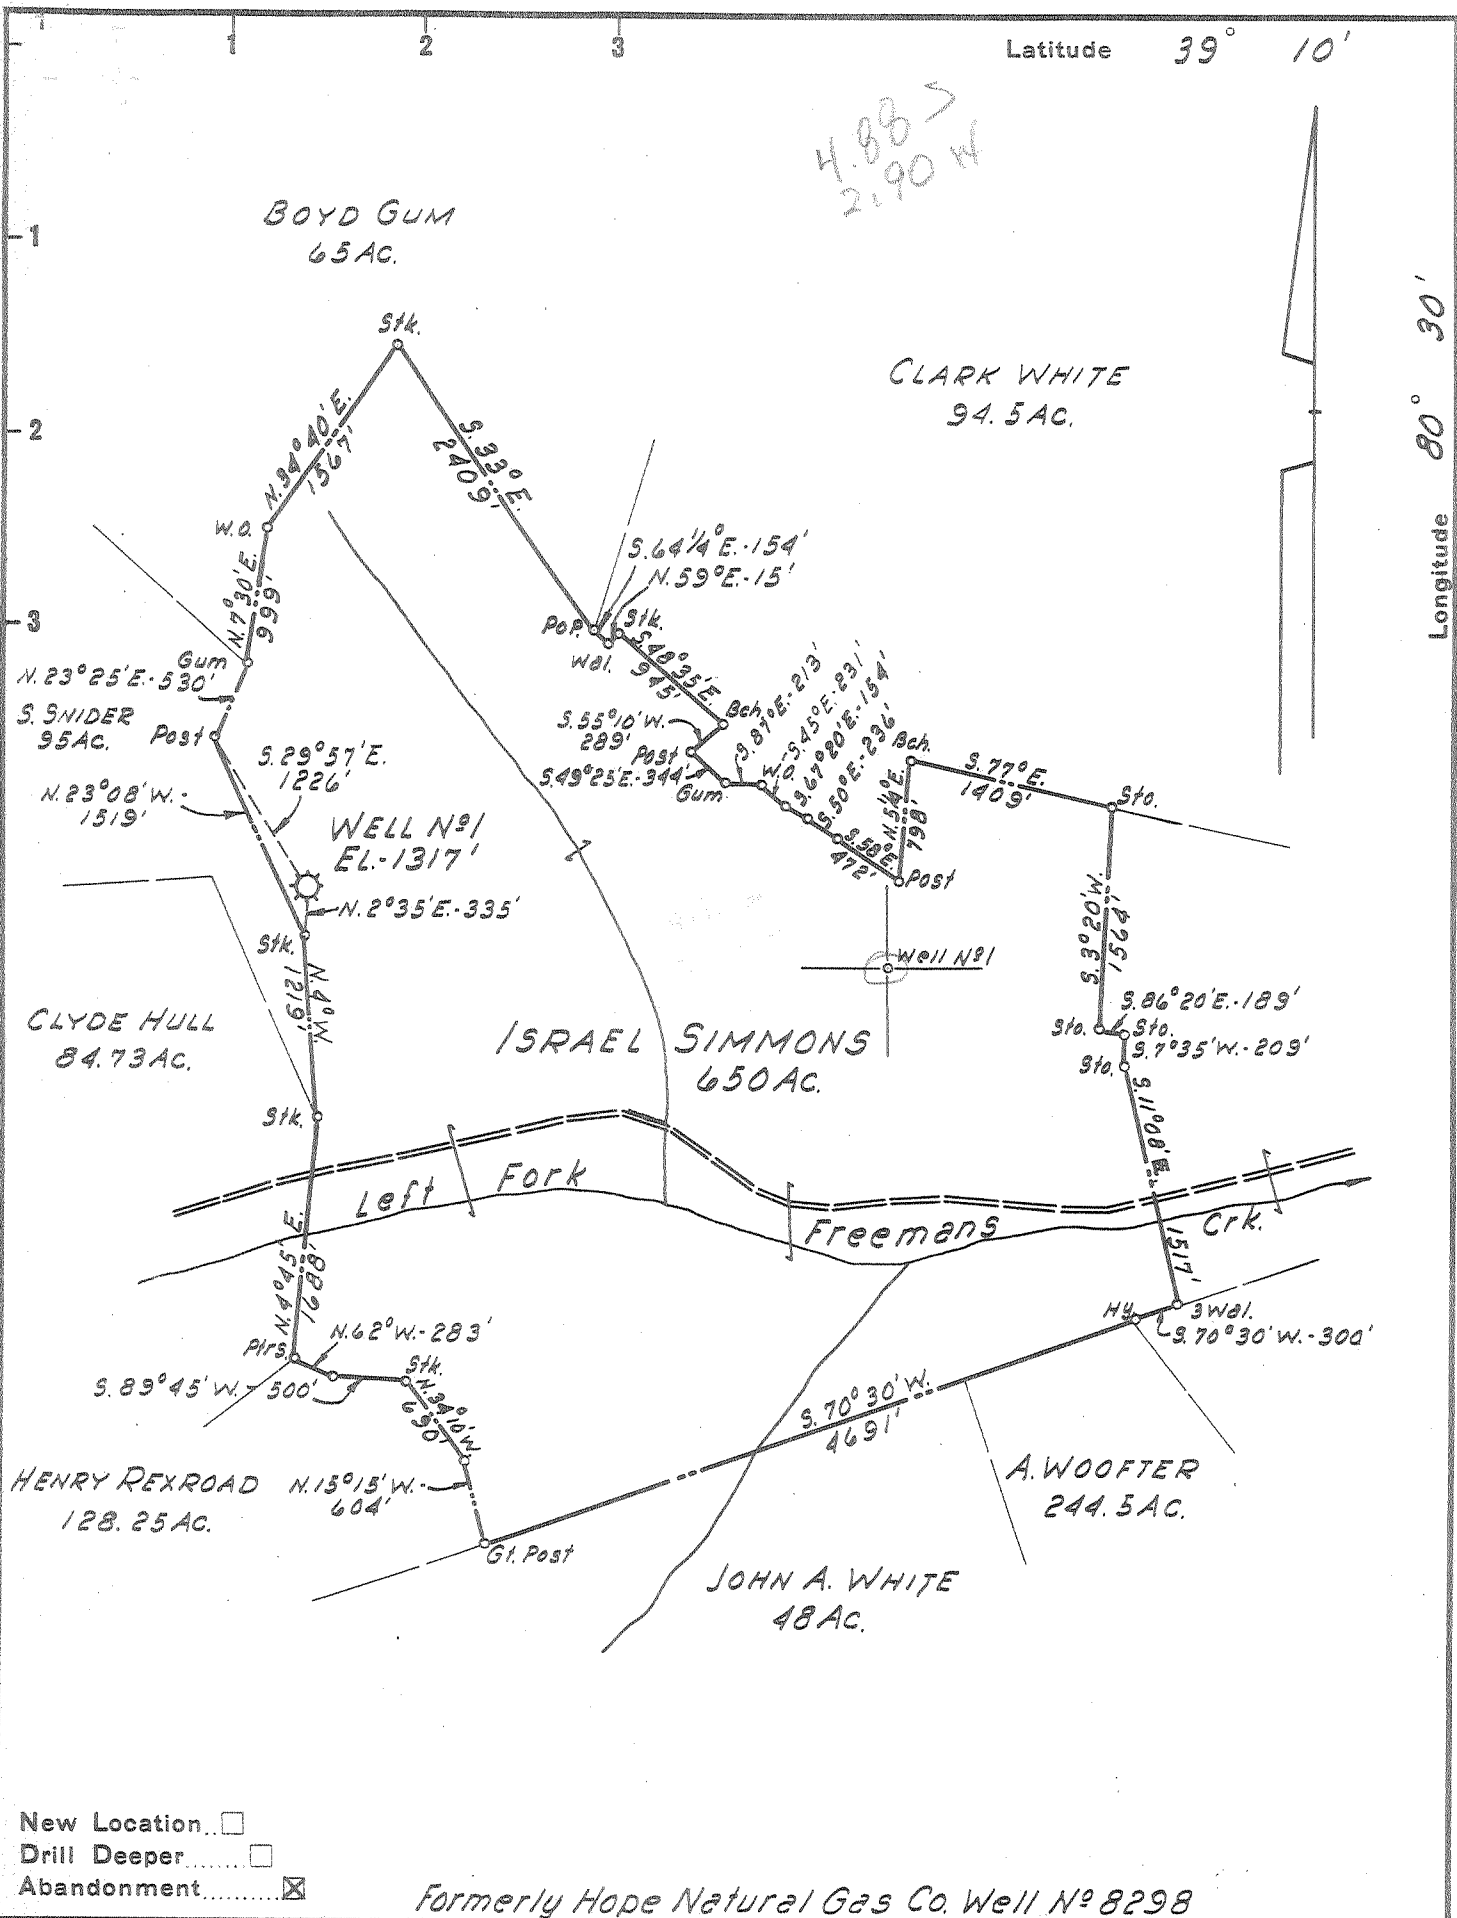 1
2
3
Latitude 39° 10'
4.88 S
2.90 W
1
2
3
Longitude 80° 30'
BOYD GUM
65 AC.
Stk.
CLARK WHITE
94.5 AC.
N.34°40'E.
1567'
S.33°E.
2409'
W.O.
S.64¼°E.-154'
N.59°E.-15'
N.7°30'E.
999'
Pop.
Stk.
Wal.
S.48°35'E.
945'
Gum
N.23°25'E.-530'
S. SNIDER
95 AC.
Post
S.29°57'E.
1226'
N.23°08'W.-
1519'
Bch.
S.55°10'W.
289'
Post
S.49°25'E.-344'
Gum
S.87°E.-213'
W.O.
S.45°E.-231'
S.67°20'E.-154'
S.50°E.-236'
S.58°E.
472'
Bch.
N.5¼°E.
798'
Post
S.77°E.
1409'
Sto.
WELL Nº1
EL.-1317'
N.2°35'E.-335'
Stk.
N.4°W.
1219'
Well Nº1
S.3°20'W.
1564'
CLYDE HULL
84.73 AC.
ISRAEL SIMMONS
650 AC.
S.86°20'E.-189'
Sto.
Sto.
S.7°35'W.-209'
Sto.
S.11°08'E.
1517'
Stk.
Left Fork Freemans Crk.
N.4°45'E.
1688'
Ptrs.
N.62°W.-283'
S.89°45'W.-500'
Stk.
N.34°10'W.
690'
Hy.
3 Wal.
S.70°30'W.-300'
S.70°30'W.
4691'
HENRY REXROAD
128.25 AC.
N.15°15'W.-
604'
Gt. Post
A. WOOFTER
244.5 AC.
JOHN A. WHITE
48 AC.
New Location..☐
Drill Deeper.......☐
Abandonment..........☒
Formerly Hope Natural Gas Co. Well Nº 8298